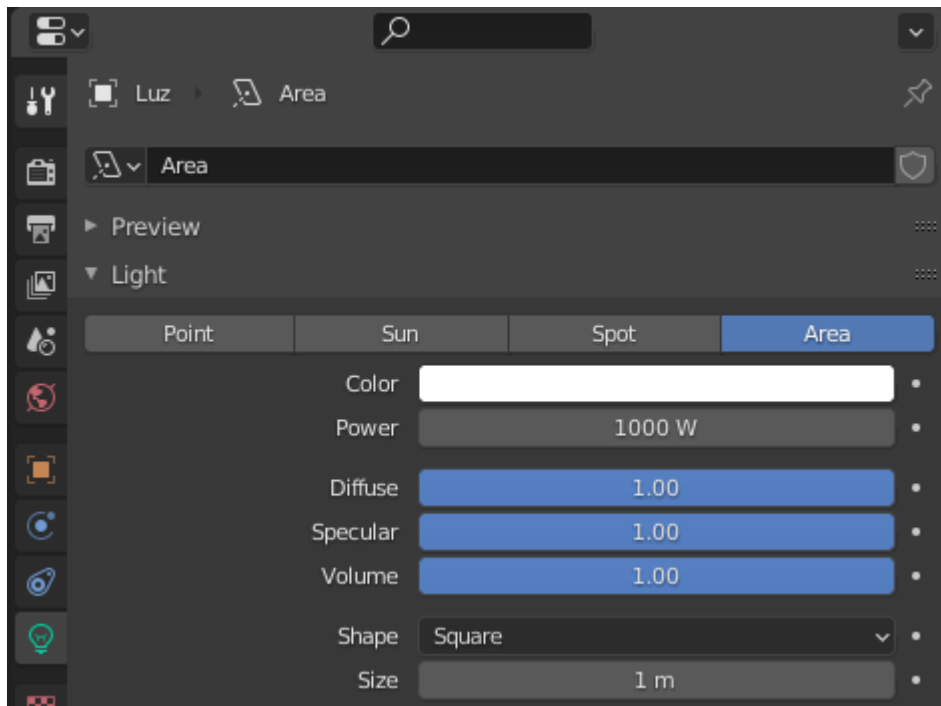 Luz Area
Area
Preview
Light
Point Sun Spot Area
Color
Power 1000 W
Diffuse 1.00
Specular 1.00
Volume 1.00
Shape Square
Size 1 m